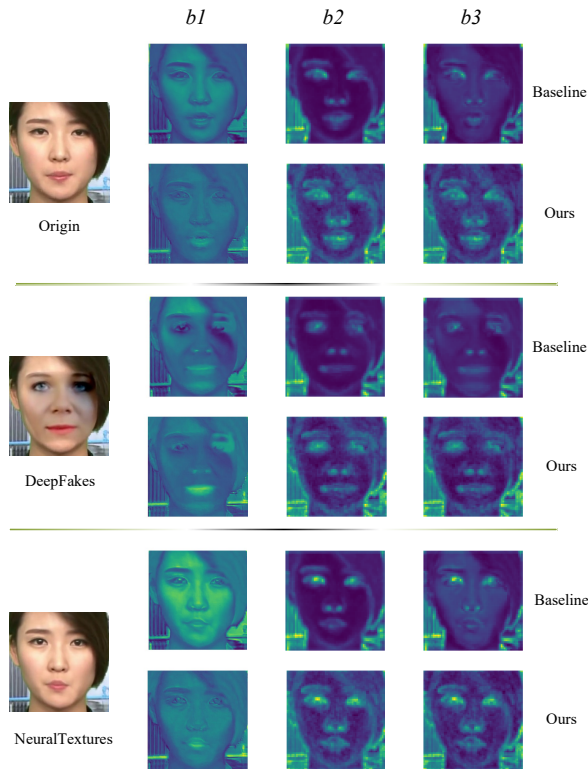 b1 b2 b3
Baseline
Origin
Ours
Baseline
DeepFakes
Ours
Baseline
NeuralTextures
Ours